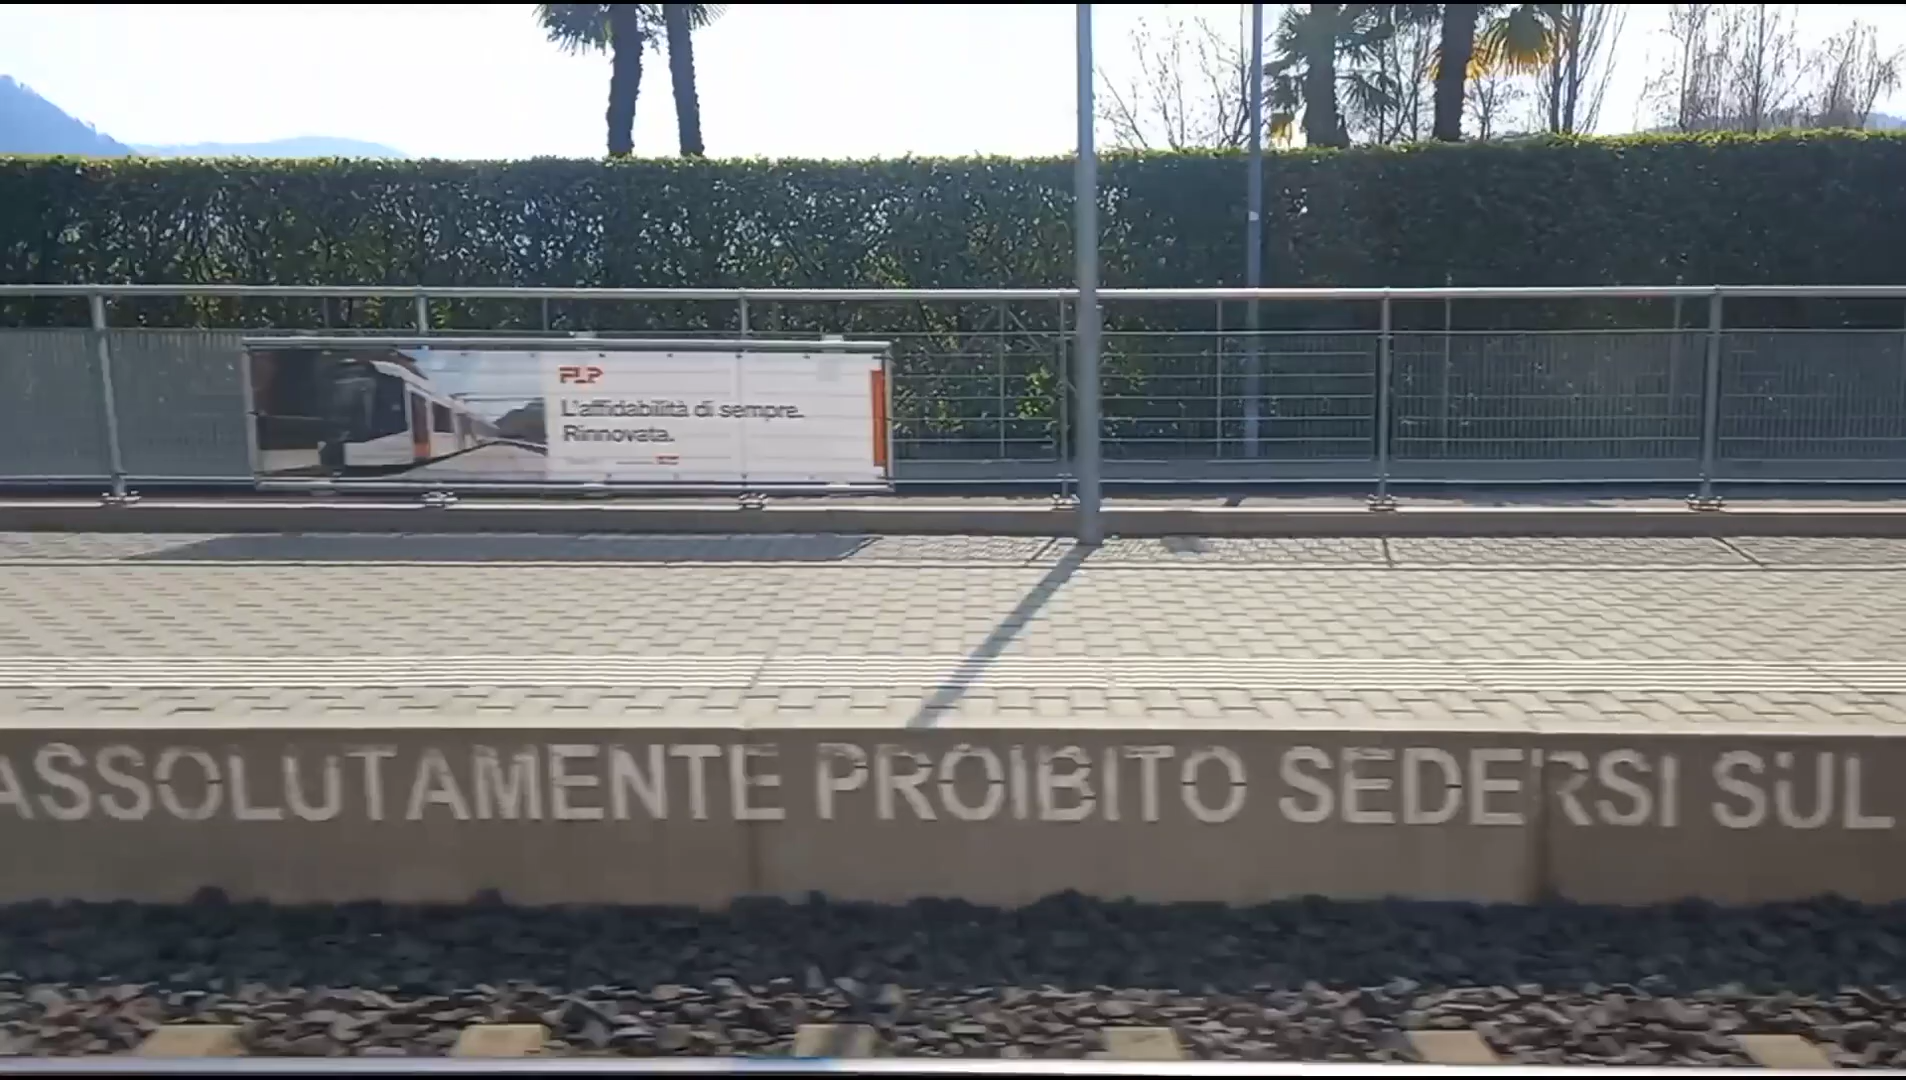 FLP
L'affidabilità di sempre.
Rinnovata.
ASSOLUTAMENTE PROIBITO SEDERSI SUL